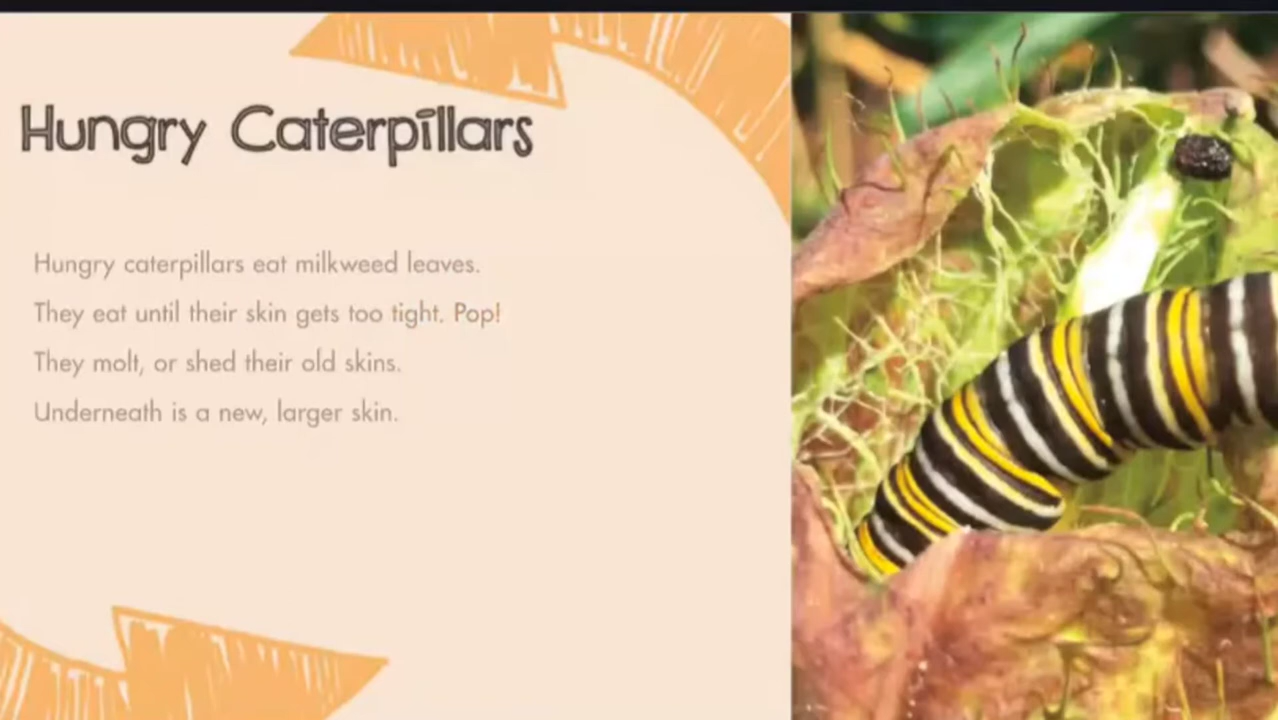 Hungry Caterpillars
Hungry caterpillars eat milkweed leaves.
They eat until their skin gets too tight. Pop!
They molt, or shed their old skins.
Underneath is a new, larger skin.